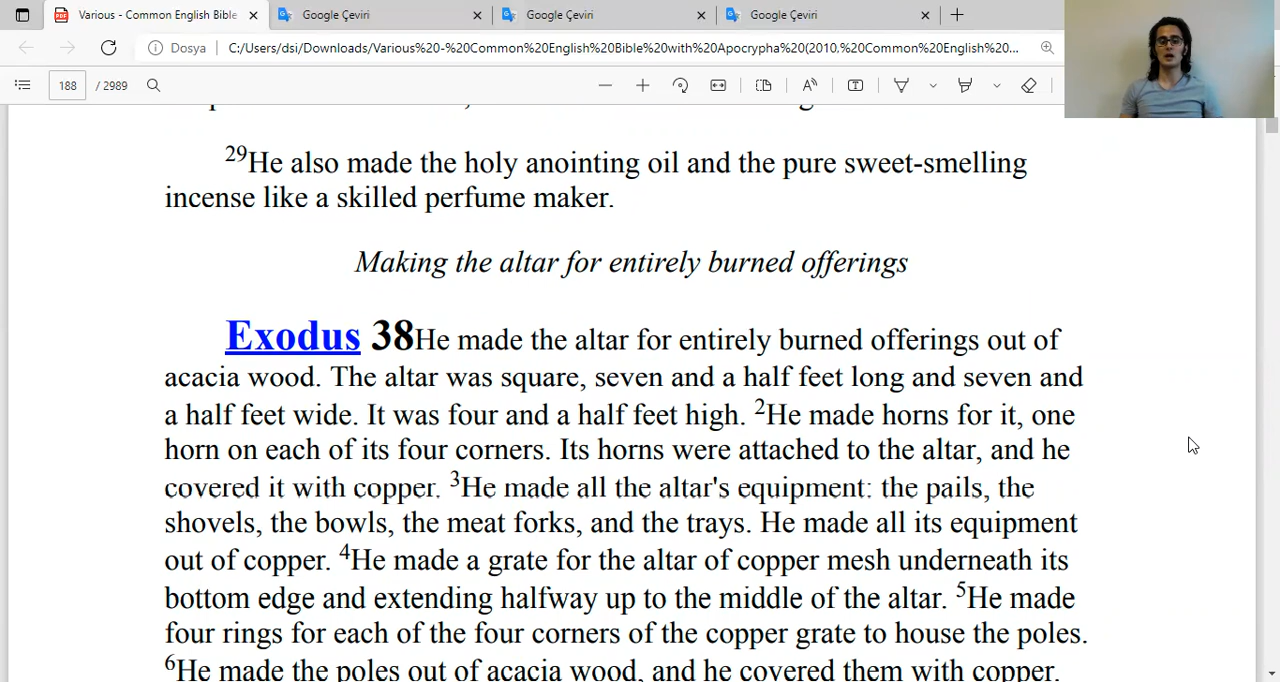 Various - Common English Bible
Google Çeviri
Google Çeviri
Google Çeviri
Dosya
C:/Users/dsi/Downloads/Various%20-%20Common%20English%20Bible%20with%20Apocrypha%20(2010,%20Common%20English%20...
188 / 2989
29He also made the holy anointing oil and the pure sweet-smelling
incense like a skilled perfume maker.
Making the altar for entirely burned offerings
Exodus 38He made the altar for entirely burned offerings out of
acacia wood. The altar was square, seven and a half feet long and seven and
a half feet wide. It was four and a half feet high. 2He made horns for it, one
horn on each of its four corners. Its horns were attached to the altar, and he
covered it with copper. 3He made all the altar's equipment: the pails, the
shovels, the bowls, the meat forks, and the trays. He made all its equipment
out of copper. 4He made a grate for the altar of copper mesh underneath its
bottom edge and extending halfway up to the middle of the altar. 5He made
four rings for each of the four corners of the copper grate to house the poles.
6He made the poles out of acacia wood, and he covered them with copper.